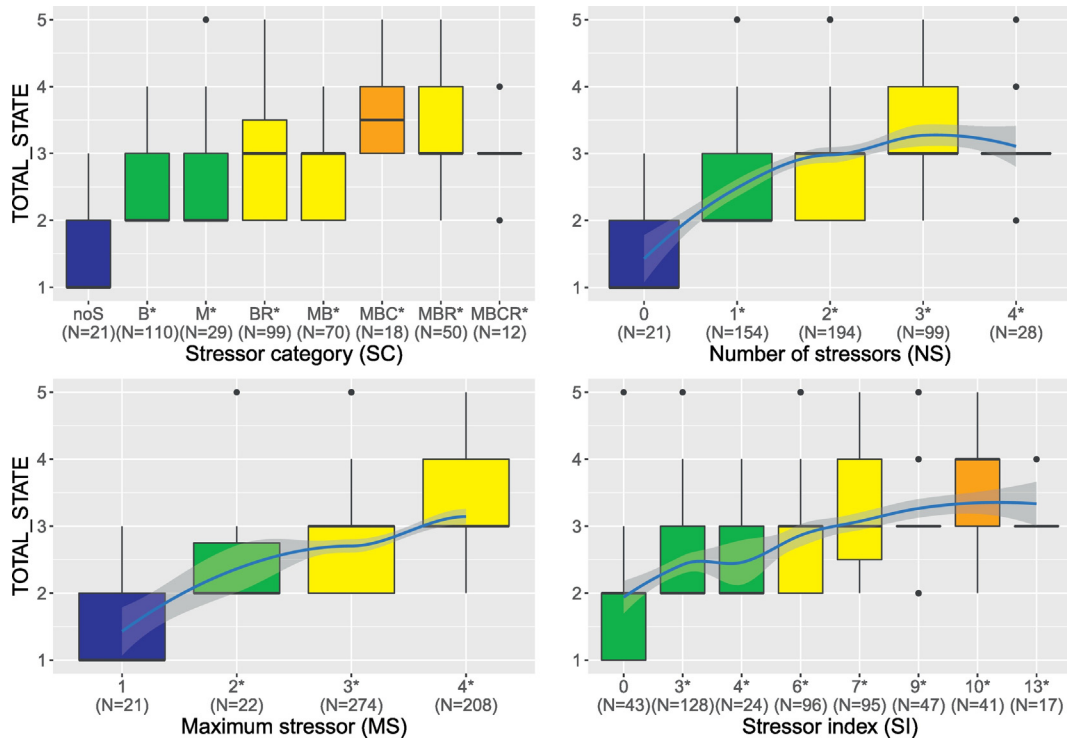 5
4
3
2
1
TOTAL_STATE
noS B* M* BR* MB* MBC* MBR* MBCR*
(N=21) (N=110) (N=29) (N=99) (N=70) (N=18) (N=50) (N=12)
Stressor category (SC)
5
4
3
2
1
0 1* 2* 3* 4*
(N=21) (N=154) (N=194) (N=99) (N=28)
Number of stressors (NS)
5
4
3
2
1
TOTAL_STATE
1 2* 3* 4*
(N=21) (N=22) (N=274) (N=208)
Maximum stressor (MS)
5
4
3
2
1
0 3* 4* 6* 7* 9* 10* 13*
(N=43) (N=128) (N=24) (N=96) (N=95) (N=47) (N=41) (N=17)
Stressor index (SI)